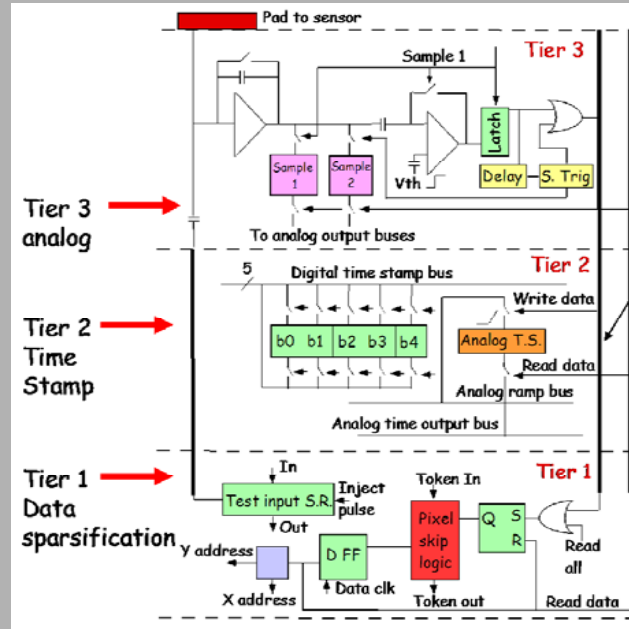 Pad to sensor
Tier 3
Sample 1
Latch
Sample
1
Sample
2
Vth
Delay
S. Trig
Tier 3
analog
To analog output buses
Tier 2
5
Digital time stamp bus
Write data
b0 b1 b2 b3 b4
Analog T.S.
Tier 2
Time
Stamp
Read data
Analog ramp bus
Analog time output bus
Tier 1
Tier 1
Data
sparsification
In
Token In
Test input S.R.
Inject
pulse
Out
Pixel
skip
logic
Q S
R
Read
all
Y address
D FF
Data clk
X address
Token out
Read data